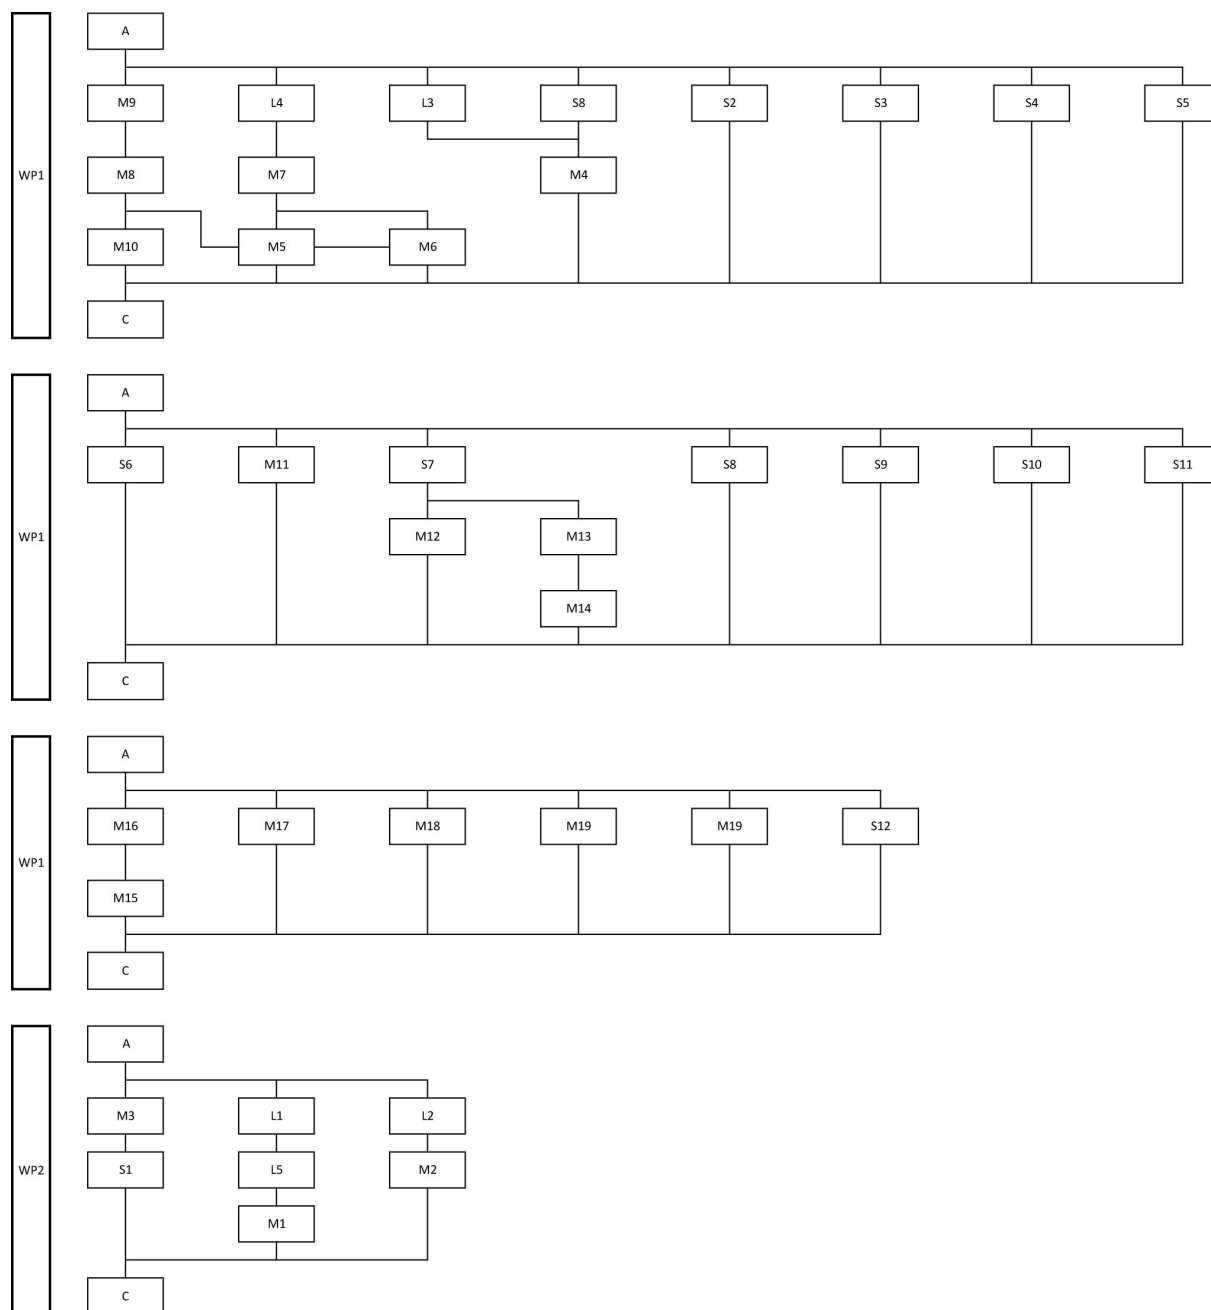 A
M9 L4 L3 S8 S2 S3 S4 S5
WP1 M8 M7 M4
M10 M5 M6
C
A
S6 M11 S7 S8 S9 S10 S11
WP1 M12 M13
M14
C
A
M16 M17 M18 M19 M19 S12
WP1
M15
C
A
M3 L1 L2
WP2 S1 L5 M2
M1
C